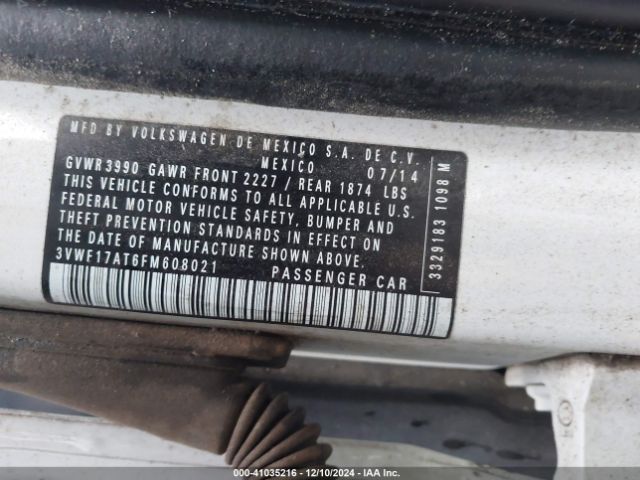 MFD BY VOLKSWAGEN DE MEXICO S.A. DE C.V.
MEXICO 07/14
GVWR3990 GAWR FRONT 2227 / REAR 1874 LBS
THIS VEHICLE CONFORMS TO ALL APPLICABLE U.S.
FEDERAL MOTOR VEHICLE SAFETY, BUMPER AND
THEFT PREVENTION STANDARDS IN EFFECT ON
THE DATE OF MANUFACTURE SHOWN ABOVE.
3VWF17AT6FM608021 PASSENGER CAR
3329183 1098 M
000-41035216 - 12/10/2024 - IAA Inc.